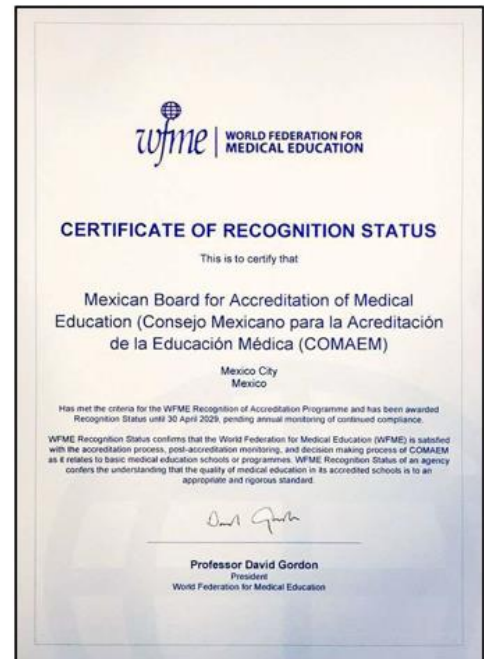 wfme | WORLD FEDERATION FOR
MEDICAL EDUCATION
CERTIFICATE OF RECOGNITION STATUS
This is to certify that
Mexican Board for Accreditation of Medical
Education (Consejo Mexicano para la Acreditación
de la Educación Médica (COMAEM)
Mexico City
Mexico
Has met the criteria for the WFME Recognition of Accreditation Programme and has been awarded
Recognition Status until 30 April 2029, pending annual monitoring of continued compliance.
WFME Recognition Status confirms that the World Federation for Medical Education (WFME) is satisfied
with the accreditation process, post-accreditation monitoring, and decision making process of COMAEM
as it relates to basic medical education schools or programmes. WFME Recognition Status of an agency
confers the understanding that the quality of medical education in its accredited schools is to an
appropriate and rigorous standard.
Professor David Gordon
President
World Federation for Medical Education